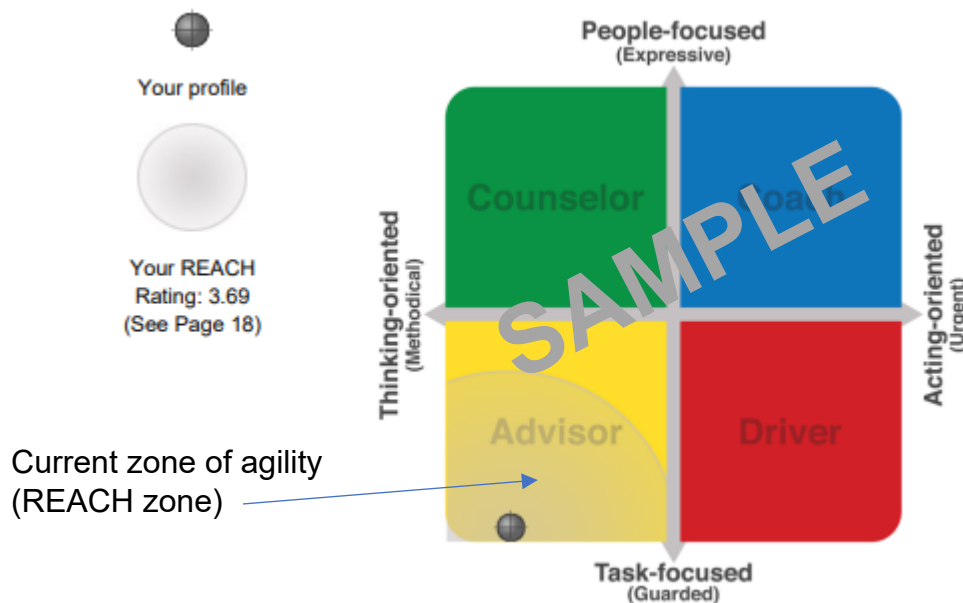 Your profile
Your REACH
Rating: 3.69
(See Page 18)
Current zone of agility
(REACH zone)
People-focused
(Expressive)
Counselor
Coach
SAMPLE
Thinking-oriented
(Methodical)
Acting-oriented
(Urgent)
Advisor
Driver
Task-focused
(Guarded)